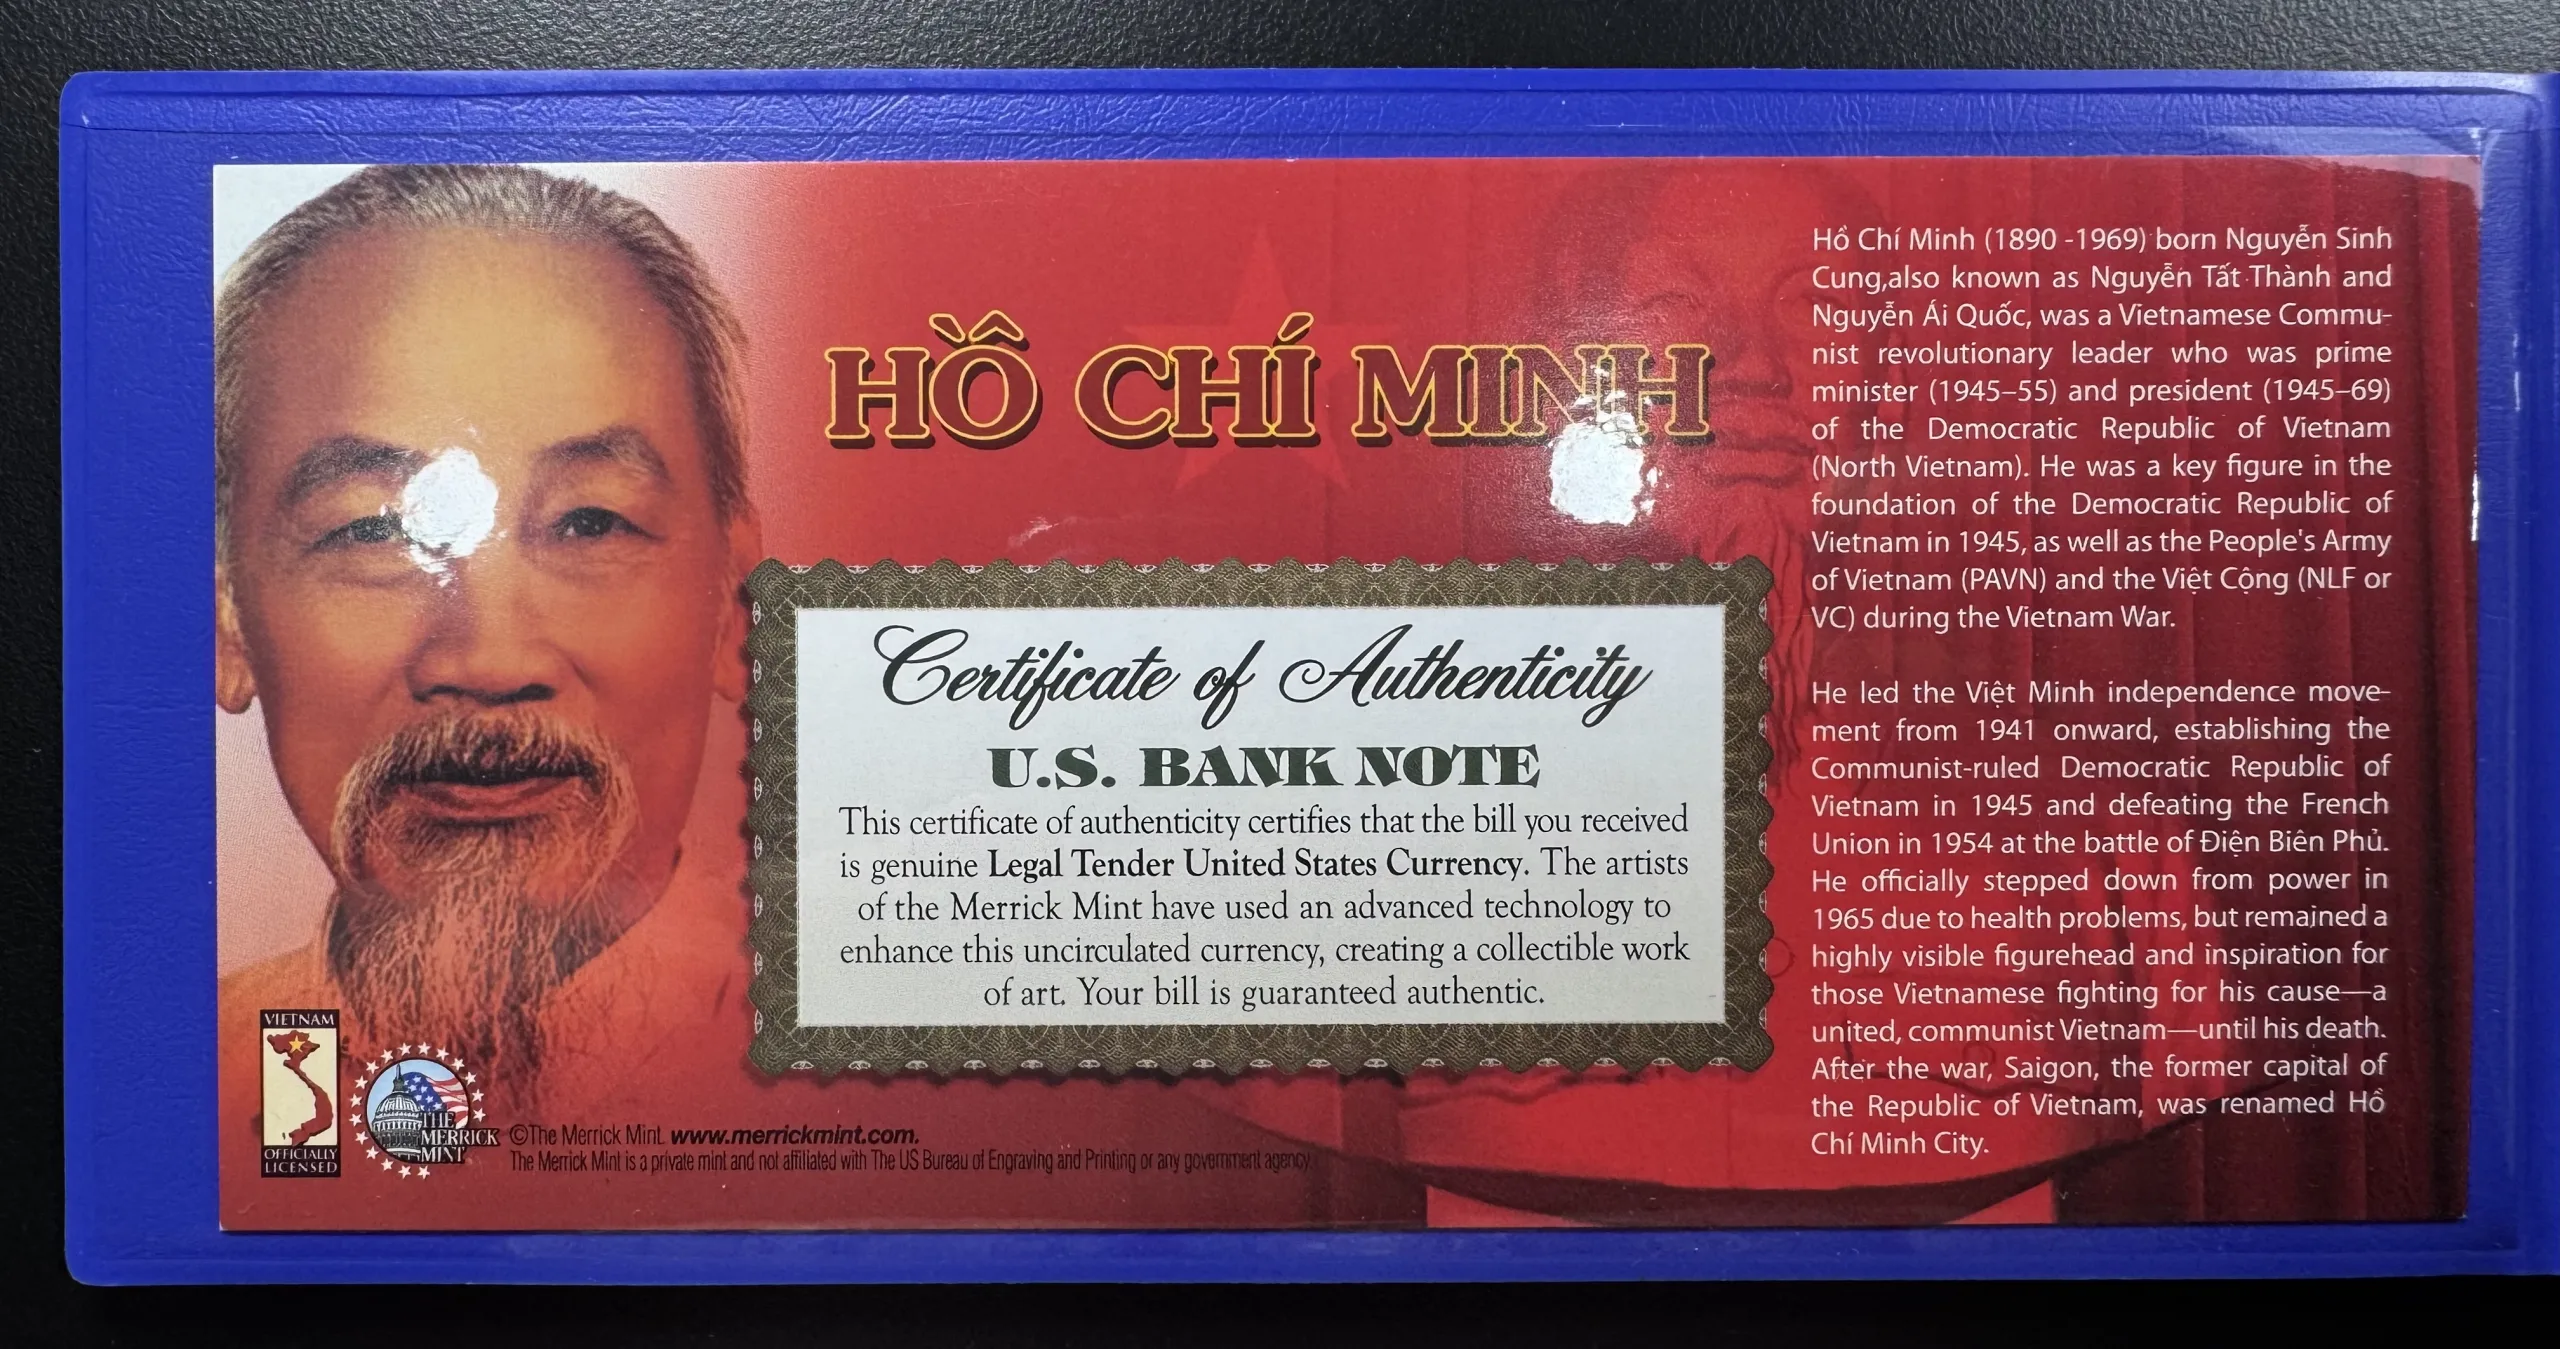 HỒ CHÍ MINH
Certificate of Authenticity
U.S. BANK NOTE
This certificate of authenticity certifies that the bill you received
is genuine Legal Tender United States Currency. The artists
of the Merrick Mint have used an advanced technology to
enhance this uncirculated currency, creating a collectible work
of art. Your bill is guaranteed authentic.
VIETNAM
OFFICIALLY
LICENSED
THE
MERRICK
MINT
©The Merrick Mint. www.merrickmint.com.
The Merrick Mint is a private mint and not affiliated with The US Bureau of Engraving and Printing or any government agency.
Hồ Chí Minh (1890 -1969) born Nguyễn Sinh
Cung,also known as Nguyễn Tất Thành and
Nguyễn Ái Quốc, was a Vietnamese Commu-
nist revolutionary leader who was prime
minister (1945–55) and president (1945–69)
of the Democratic Republic of Vietnam
(North Vietnam). He was a key figure in the
foundation of the Democratic Republic of
Vietnam in 1945, as well as the People's Army
of Vietnam (PAVN) and the Việt Cộng (NLF or
VC) during the Vietnam War.
He led the Việt Minh independence move-
ment from 1941 onward, establishing the
Communist-ruled Democratic Republic of
Vietnam in 1945 and defeating the French
Union in 1954 at the battle of Điện Biên Phủ.
He officially stepped down from power in
1965 due to health problems, but remained a
highly visible figurehead and inspiration for
those Vietnamese fighting for his cause—a
united, communist Vietnam—until his death.
After the war, Saigon, the former capital of
the Republic of Vietnam, was renamed Hồ
Chí Minh City.